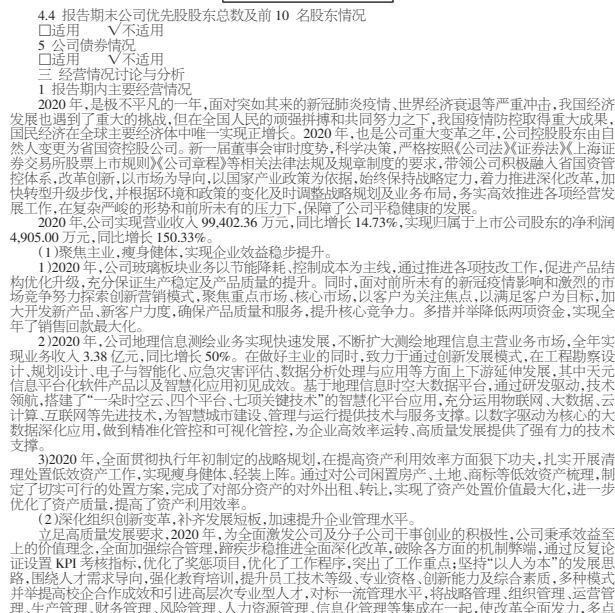 4.4 报告期末公司优先股股东总数及前 10 名股东情况
□适用 √不适用
5 公司债券情况
□适用 √不适用
三 经营情况讨论与分析
1 报告期内主要经营情况
2020 年,是极不平凡的一年,面对突如其来的新冠肺炎疫情、世界经济衰退等严重冲击,我国经济
发展也遇到了重大的挑战,但在全国人民的顽强拼搏和共同努力之下,我国疫情防控取得重大成果,
国民经济在全球主要经济体中唯一实现正增长。2020 年,也是公司重大变革之年,公司控股股东由自
然人变更为省国资控股公司。新一届董事会审时度势,科学决策,严格按照《公司法》《证券法》《上海证
券交易所股票上市规则》《公司章程》等相关法律法规及规章制度的要求,带领公司积极融入省国资管
控体系,改革创新,以市场为导向,以国家产业政策为依据,始终保持战略定力,着力推进深化改革,加
快转型升级步伐,并根据环境和政策的变化及时调整战略规划及业务布局,务实高效推进各项经营发
展工作,在复杂严峻的形势和前所未有的压力下,保障了公司平稳健康的发展。
2020 年,公司实现营业收入 99,402.36 万元,同比增长 14.73%,实现归属于上市公司股东的净利润
4,905.00 万元,同比增长 150.33%。
(1)聚焦主业,瘦身健体,实现企业效益稳步提升。
1)2020 年,公司玻璃板块业务以节能降耗、控制成本为主线,通过推进各项技改工作,促进产品结
构优化升级,充分保证生产稳定及产品质量的提升。同时,面对前所未有的新冠疫情影响和激烈的市
场竞争努力探索创新营销模式,聚焦重点市场、核心市场,以客户为关注焦点,以满足客户为目标,加
大开发新产品、新客户力度,确保产品质量和服务,提升核心竞争力。多措并举降低两项资金,实现全
年了销售回款最大化。
2)2020 年,公司地理信息测绘业务实现快速发展,不断扩大测绘地理信息主营业务市场,全年实
现业务收入 3.38 亿元,同比增长 50%。在做好主业的同时,致力于通过创新发展模式,在工程勘察设
计、规划设计、电子与智能化、应急灾害评估、数据分析处理与应用等方面上下游延伸发展,其中天元
信息平台化软件产品以及智慧化应用初见成效。基于地理信息时空大数据平台,通过研发驱动,技术
领航,搭建了“一朵时空云、四个平台、七项关键技术”的智慧化平台应用,充分运用物联网、大数据、云
计算、互联网等先进技术,为智慧城市建设、管理与运行提供技术与服务支撑。以数字驱动为核心的大
数据深化应用,做到精准化管控和可视化管控,为企业高效率运转、高质量发展提供了强有力的技术
支撑。
3)2020 年,全面贯彻执行年初制定的战略规划,在提高资产利用效率方面狠下功夫,扎实开展清
理处置低效资产工作,实现瘦身健体、轻装上阵。通过对公司闲置房产、土地、商标等低效资产梳理,制
定了切实可行的处置方案,完成了对部分资产的对外出租、转让,实现了资产处置价值最大化,进一步
优化了资产质量,提高了资产利用效率。
(2)深化组织创新变革,补齐发展短板,加速提升企业管理水平。
立足高质量发展要求,2020 年,为全面激发公司及分子公司干事创业的积极性,公司秉承效益至
上的价值理念,全面加强综合管理,蹄疾步稳推进全面深化改革,破除各方面的机制弊端,通过反复论
证设置 KPI 考核指标,优化了奖惩项目,优化了工作程序,突出了工作重点;坚持“以人为本”的发展思
路,围绕人才需求导向,强化教育培训,提升员工技术等级、专业资格、创新能力及综合素质,多种模式
并举提高校企合作成效和引进高层次专业型人才,对标一流管理水平,将战略管理、组织管理、运营管
理、生产管理、财务管理、风险管理、人力资源管理、信息化管理等集成在一起,使改革全面发力、多点